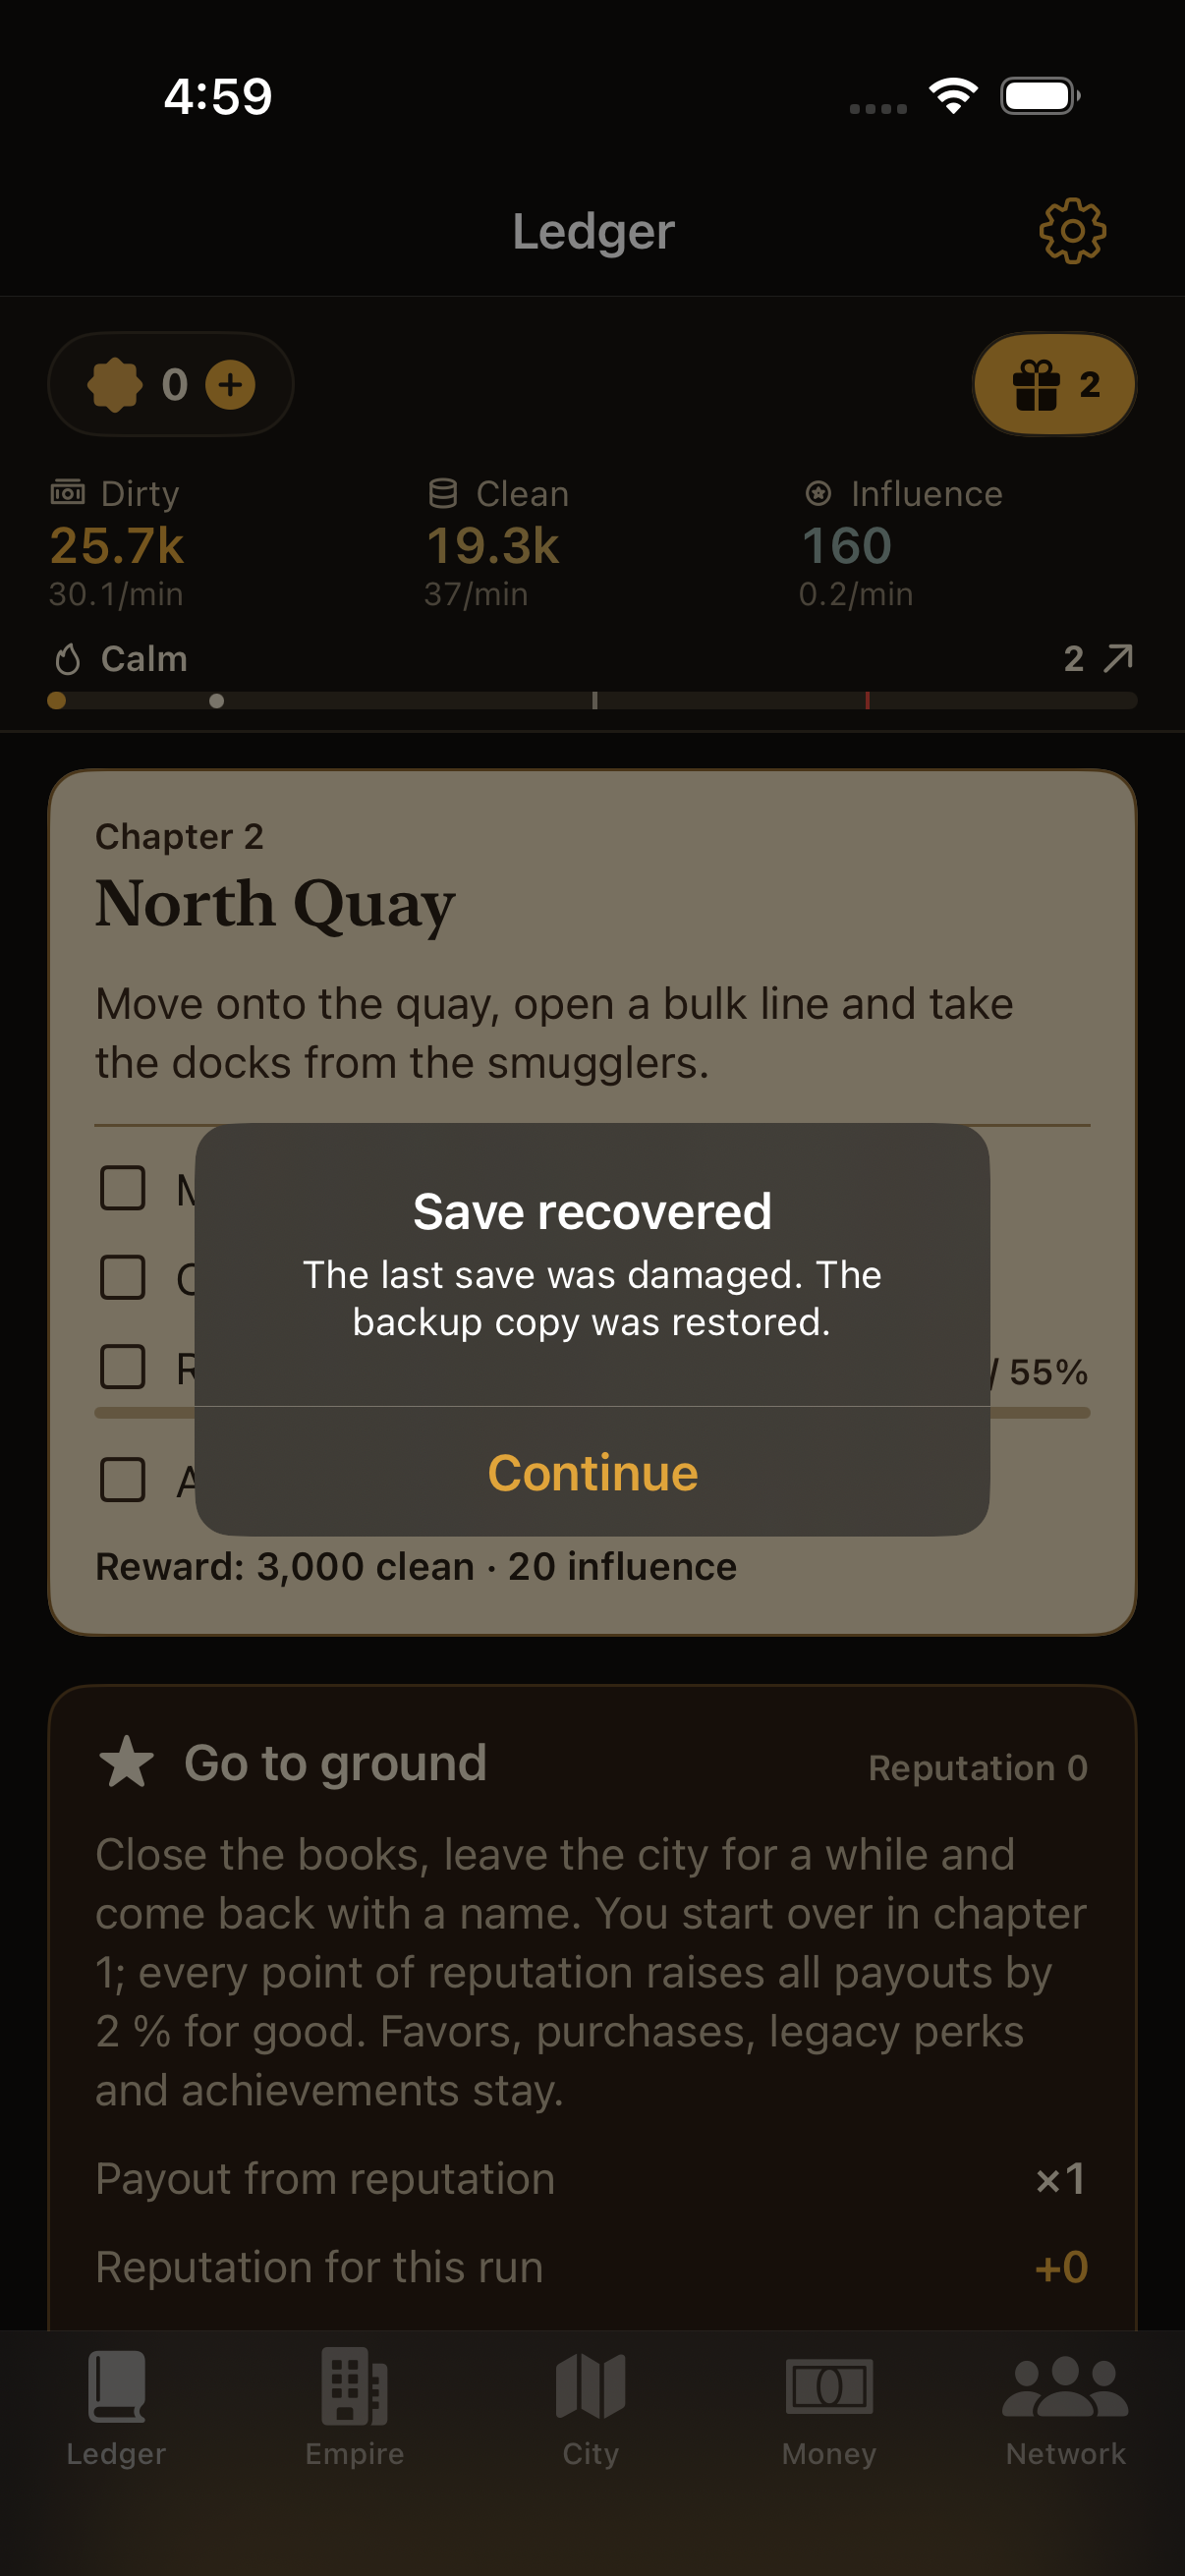 4:59
Ledger
0
2
Dirty
Clean
Influence
25.7k
19.3k
160
30.1/min
37/min
0.2/min
Calm
2
Chapter 2
North Quay
Move onto the quay, open a bulk line and take
the docks from the smugglers.
Save recovered
The last save was damaged. The
backup copy was restored.
/ 55%
Continue
Reward: 3,000 clean · 20 influence
Go to ground
Reputation 0
Close the books, leave the city for a while and
come back with a name. You start over in chapter
1; every point of reputation raises all payouts by
2 % for good. Favors, purchases, legacy perks
and achievements stay.
Payout from reputation
×1
Reputation for this run
+0
Ledger
Empire
City
Money
Network